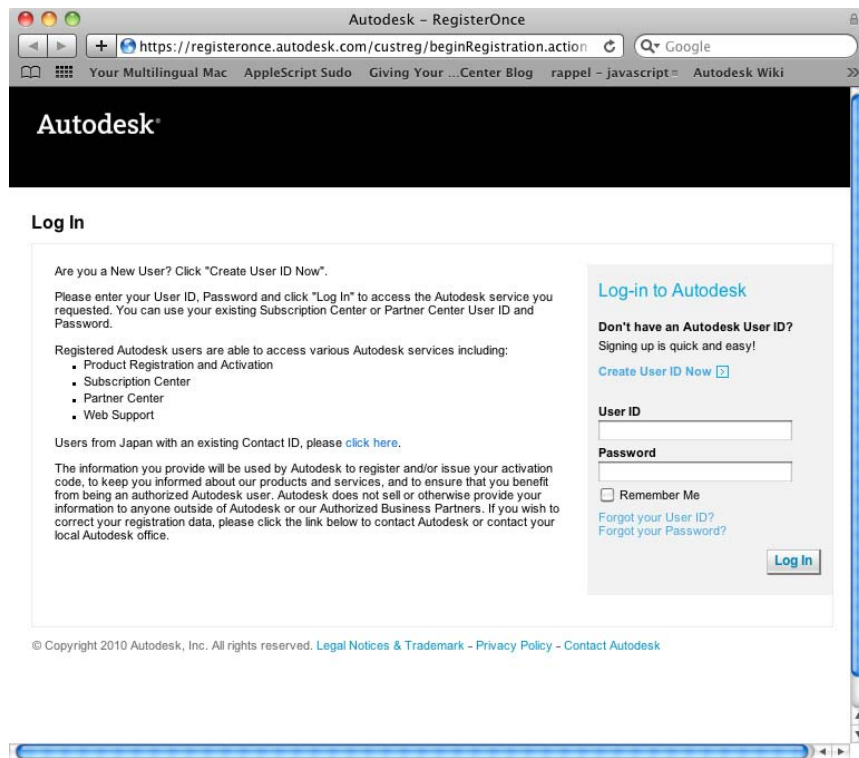 Autodesk – RegisterOnce
https://registeronce.autodesk.com/custreg/beginRegistration.action
Google
Your Multilingual Mac AppleScript Sudo Giving Your ...Center Blog rappel – javascript Autodesk Wiki
Autodesk®
Log In
Are you a New User? Click "Create User ID Now".
Please enter your User ID, Password and click "Log In" to access the Autodesk service you
requested. You can use your existing Subscription Center or Partner Center User ID and
Password.
Registered Autodesk users are able to access various Autodesk services including:
Product Registration and Activation
Subscription Center
Partner Center
Web Support
Users from Japan with an existing Contact ID, please click here.
The information you provide will be used by Autodesk to register and/or issue your activation
code, to keep you informed about our products and services, and to ensure that you benefit
from being an authorized Autodesk user. Autodesk does not sell or otherwise provide your
information to anyone outside of Autodesk or our Authorized Business Partners. If you wish to
correct your registration data, please click the link below to contact Autodesk or contact your
local Autodesk office.
Log-in to Autodesk
Don't have an Autodesk User ID?
Signing up is quick and easy!
Create User ID Now
User ID
Password
Remember Me
Forgot your User ID?
Forgot your Password?
Log In
© Copyright 2010 Autodesk, Inc. All rights reserved. Legal Notices & Trademark – Privacy Policy – Contact Autodesk